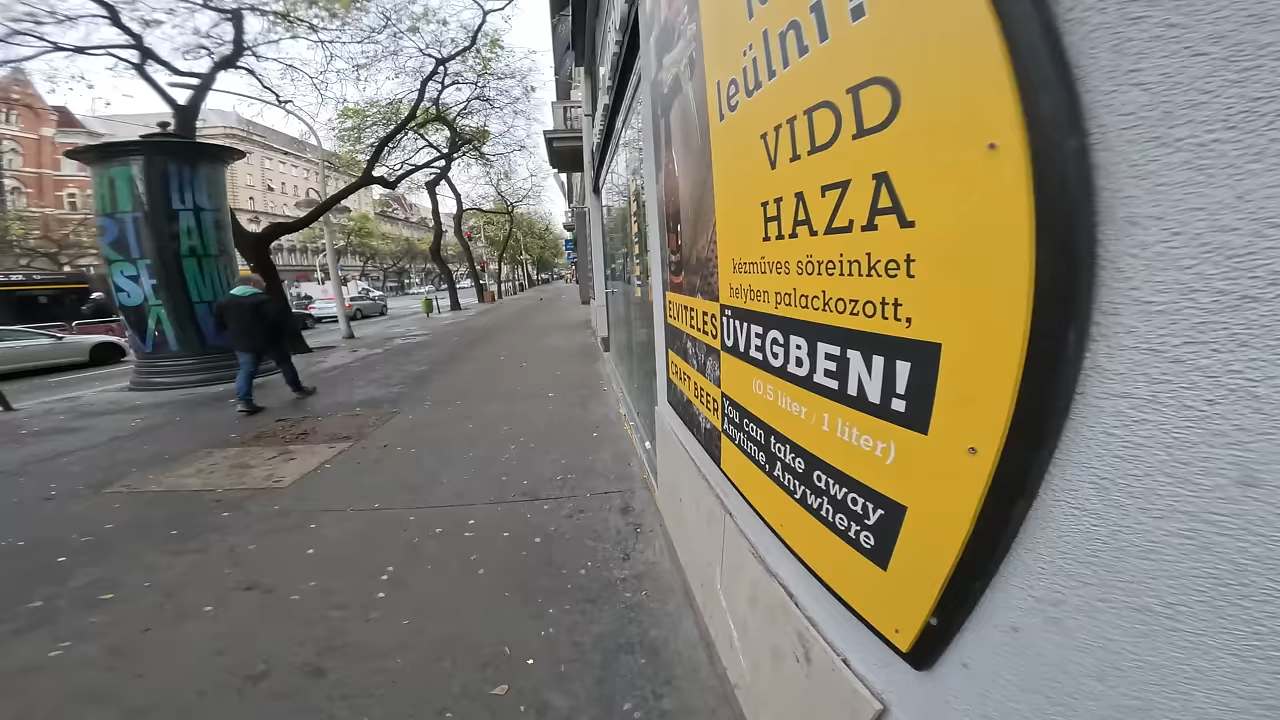 leülni?
VIDD
HAZA
kézműves söreinket
helyben palackozott,
ELVITELES
ÜVEGBEN!
(0,5 liter / 1 liter)
CRAFT BEER
You can take away
Anytime, Anywhere